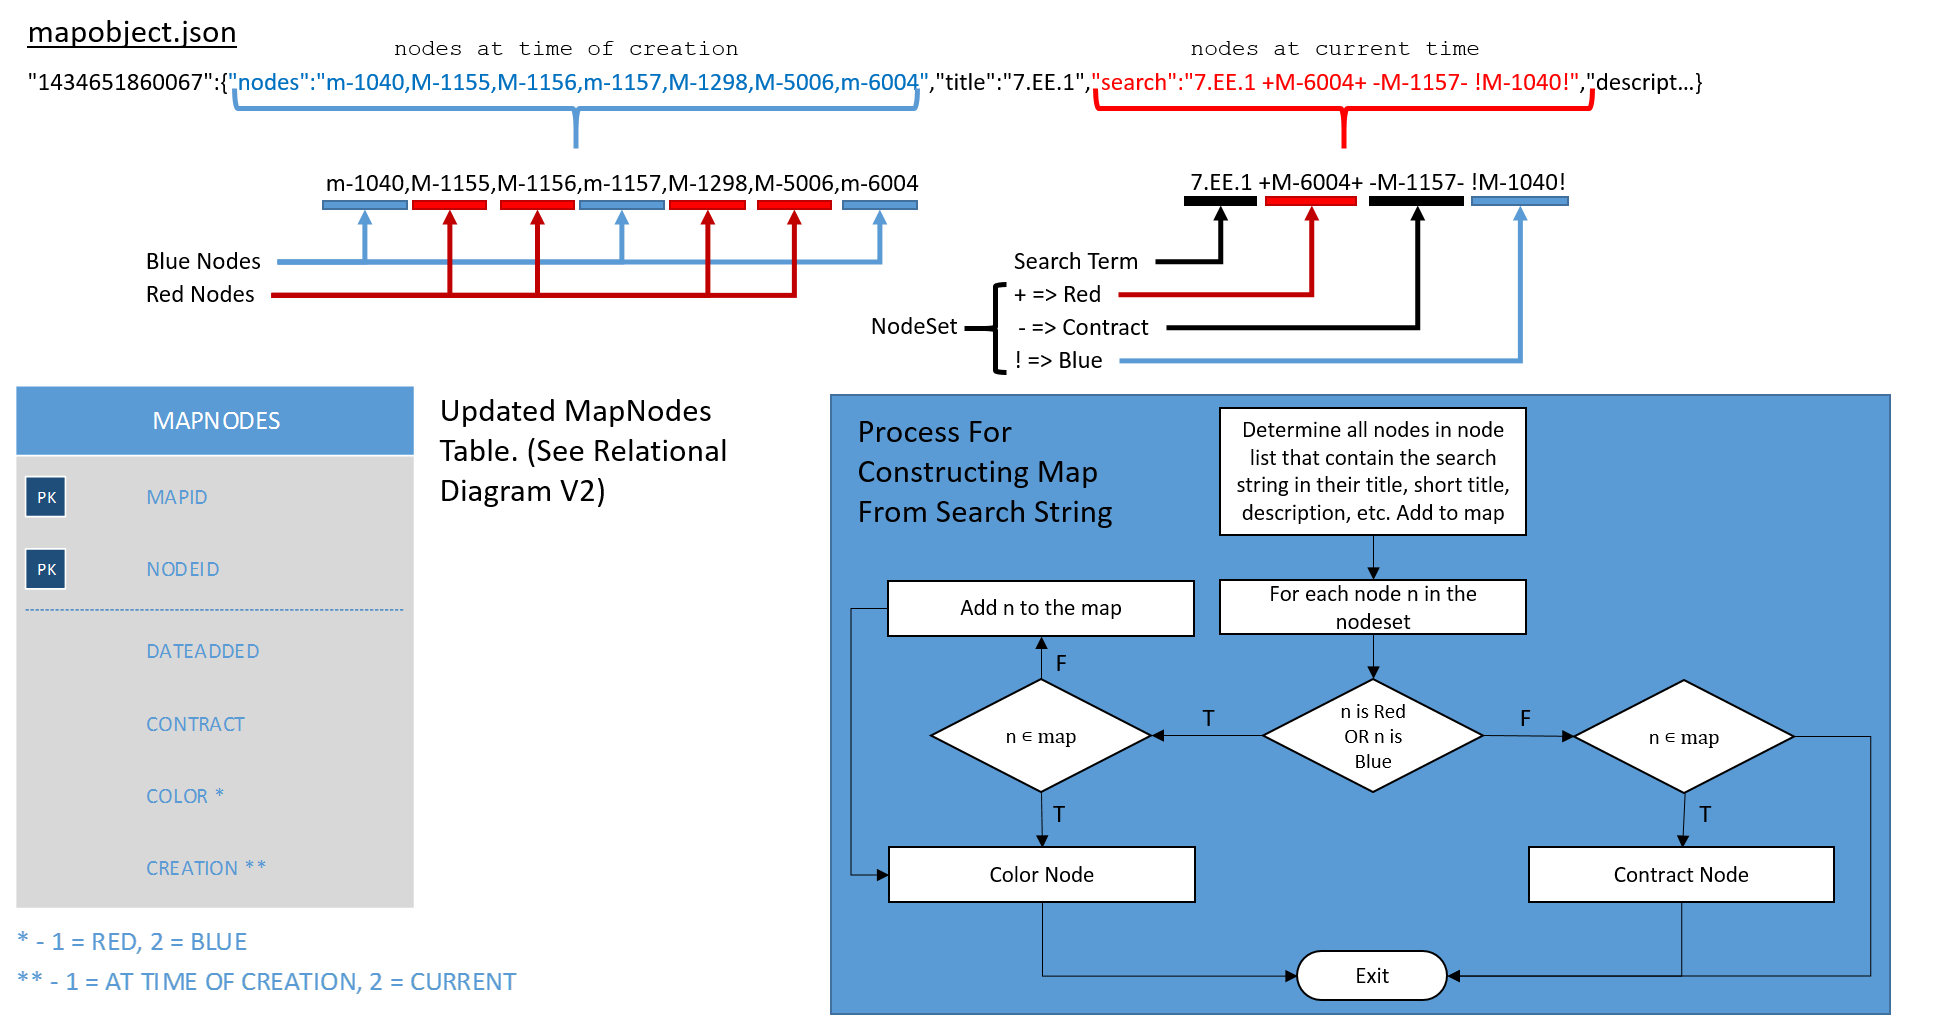 mapobject.json
nodes at time of creation
nodes at current time
"1434651860067":{"nodes":"m-1040,M-1155,M-1156,m-1157,M-1298,M-5006,m-6004","title":"7.EE.1","search":"7.EE.1 +M-6004+ -M-1157- !M-1040!","descript...}
m-1040,M-1155,M-1156,m-1157,M-1298,M-5006,m-6004
Blue Nodes
Red Nodes
7.EE.1 +M-6004+ -M-1157- !M-1040!
Search Term
NodeSet
+ => Red
- => Contract
! => Blue
MAPNODES
PK
MAPID
PK
NODEID
DATEADDED
CONTRACT
COLOR *
CREATION **
* - 1 = RED, 2 = BLUE
** - 1 = AT TIME OF CREATION, 2 = CURRENT
Updated MapNodes
Table. (See Relational
Diagram V2)
Process For
Constructing Map
From Search String
Determine all nodes in node
list that contain the search
string in their title, short title,
description, etc. Add to map
For each node n in the
nodeset
Add n to the map
F
n ∈ map
T
n is Red
OR n is
Blue
F
n ∈ map
T
T
Color Node
Contract Node
Exit